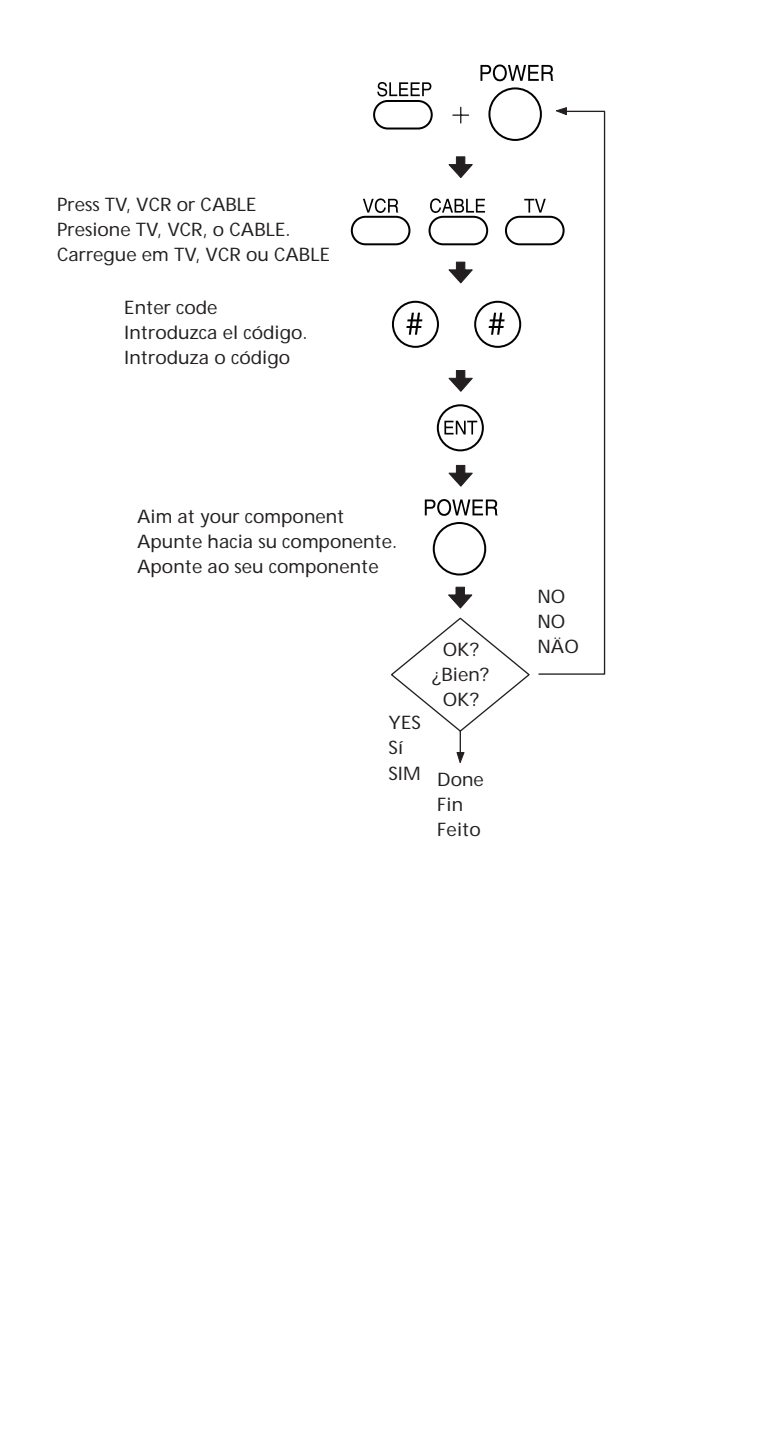 POWER
SLEEP
+
Press TV, VCR or CABLE
Presione TV, VCR, o CABLE.
Carregue em TV, VCR ou CABLE
VCR CABLE TV
Enter code
Introduzca el código.
Introduza o código
# #
ENT
POWER
Aim at your component
Apunte hacia su componente.
Aponte ao seu componente
NO
NO
NÄO
OK?
¿Bien?
OK?
YES
Sí
SIM
Done
Fin
Feito